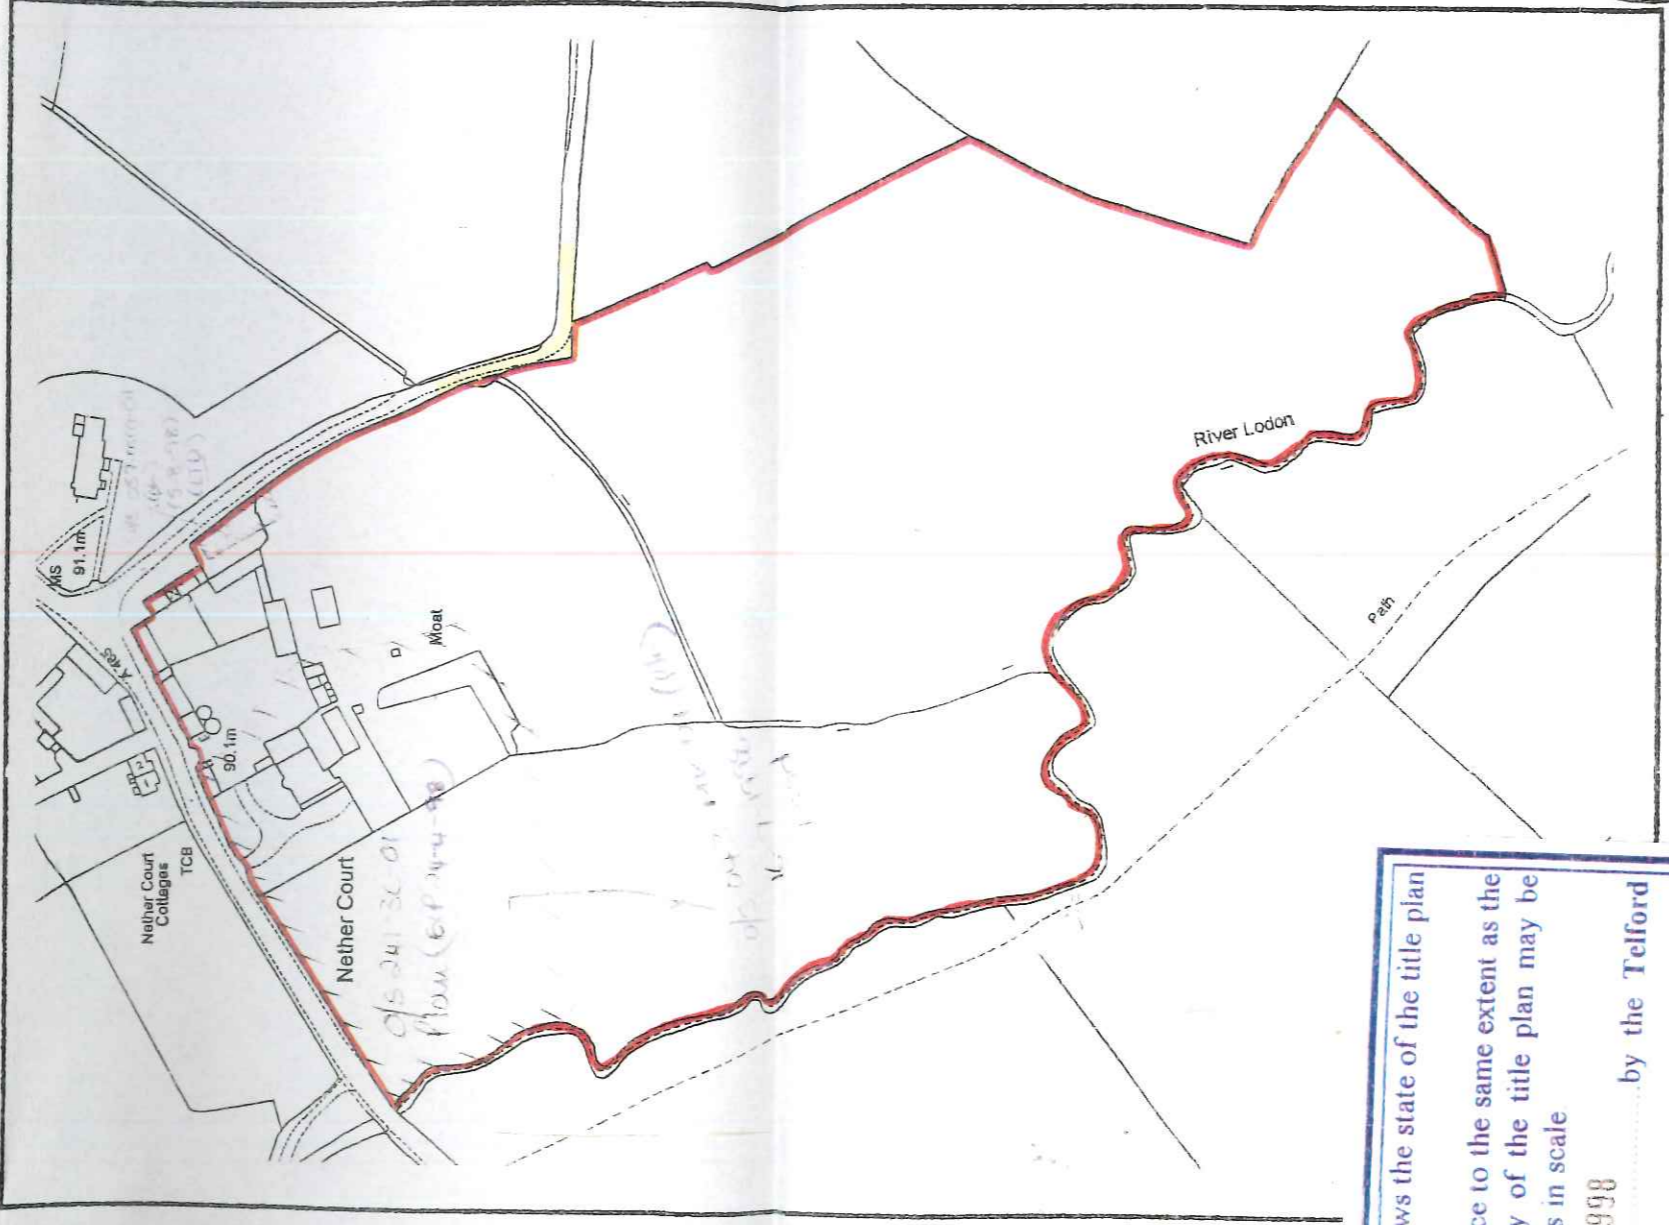 MS
91.1m
A 465
90.1m
Moat
Nether Court
Cottages
TCB
Nether Court
River Lodon
Path
ws the state of the title plan
ce to the same extent as the
y of the title plan may be
s in scale
998 by the Telford